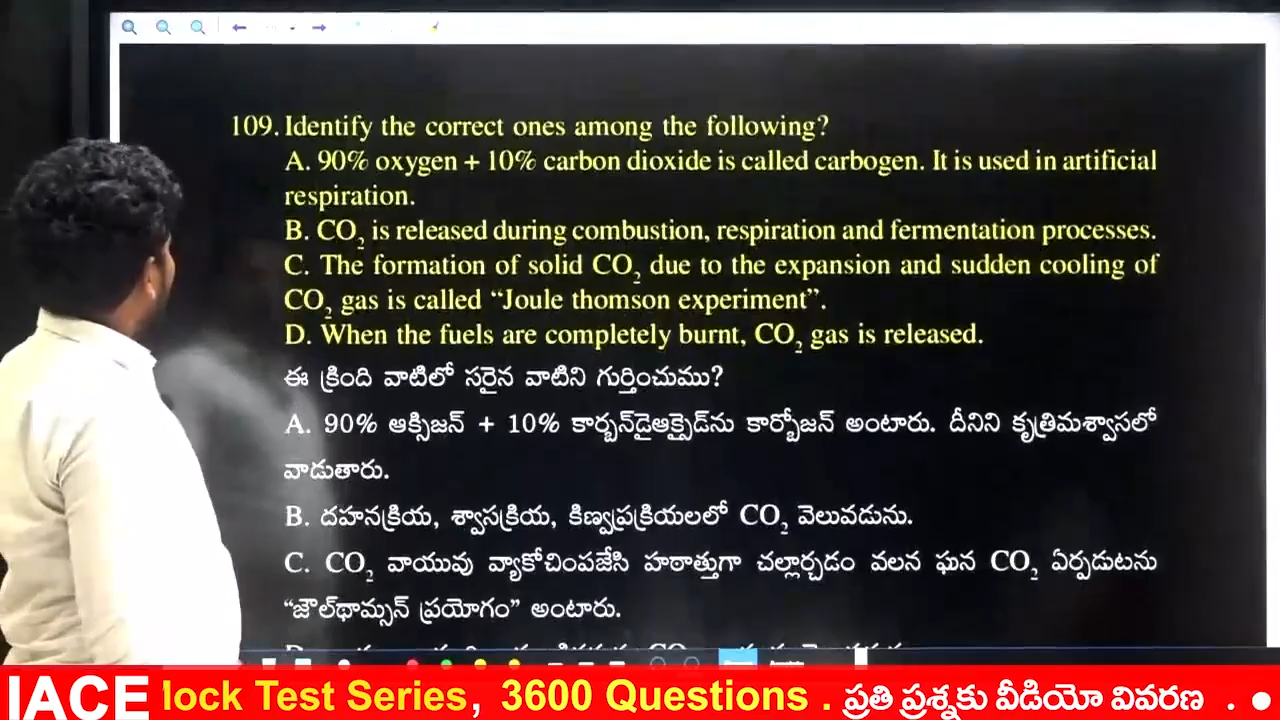 109. Identify the correct ones among the following?
A. 90% oxygen + 10% carbon dioxide is called carbogen. It is used in artificial
respiration.
B. CO₂ is released during combustion, respiration and fermentation processes.
C. The formation of solid CO₂ due to the expansion and sudden cooling of
CO₂ gas is called “Joule thomson experiment”.
D. When the fuels are completely burnt, CO₂ gas is released.
ఈ క్రింది వాటిలో సరైన వాటిని గుర్తించుము?
A. 90% ఆక్సిజన్ + 10% కార్బన్‌డైఆక్సైడ్‌ను కార్బోజన్ అంటారు. దీనిని కృత్రిమశ్వాసలో
వాడుతారు.
B. దహనక్రియ, శ్వాసక్రియ, కిణ్వప్రక్రియలలో CO₂ వెలువడును.
C. CO₂ వాయువు వ్యాకోచింపజేసి హఠాత్తుగా చల్లార్చడం వలన ఘన CO₂ ఏర్పడుటను
“జౌల్‌థామ్సన్ ప్రయోగం” అంటారు.
IACE lock Test Series, 3600 Questions . ప్రతి ప్రశ్నకు వీడియో వివరణ .